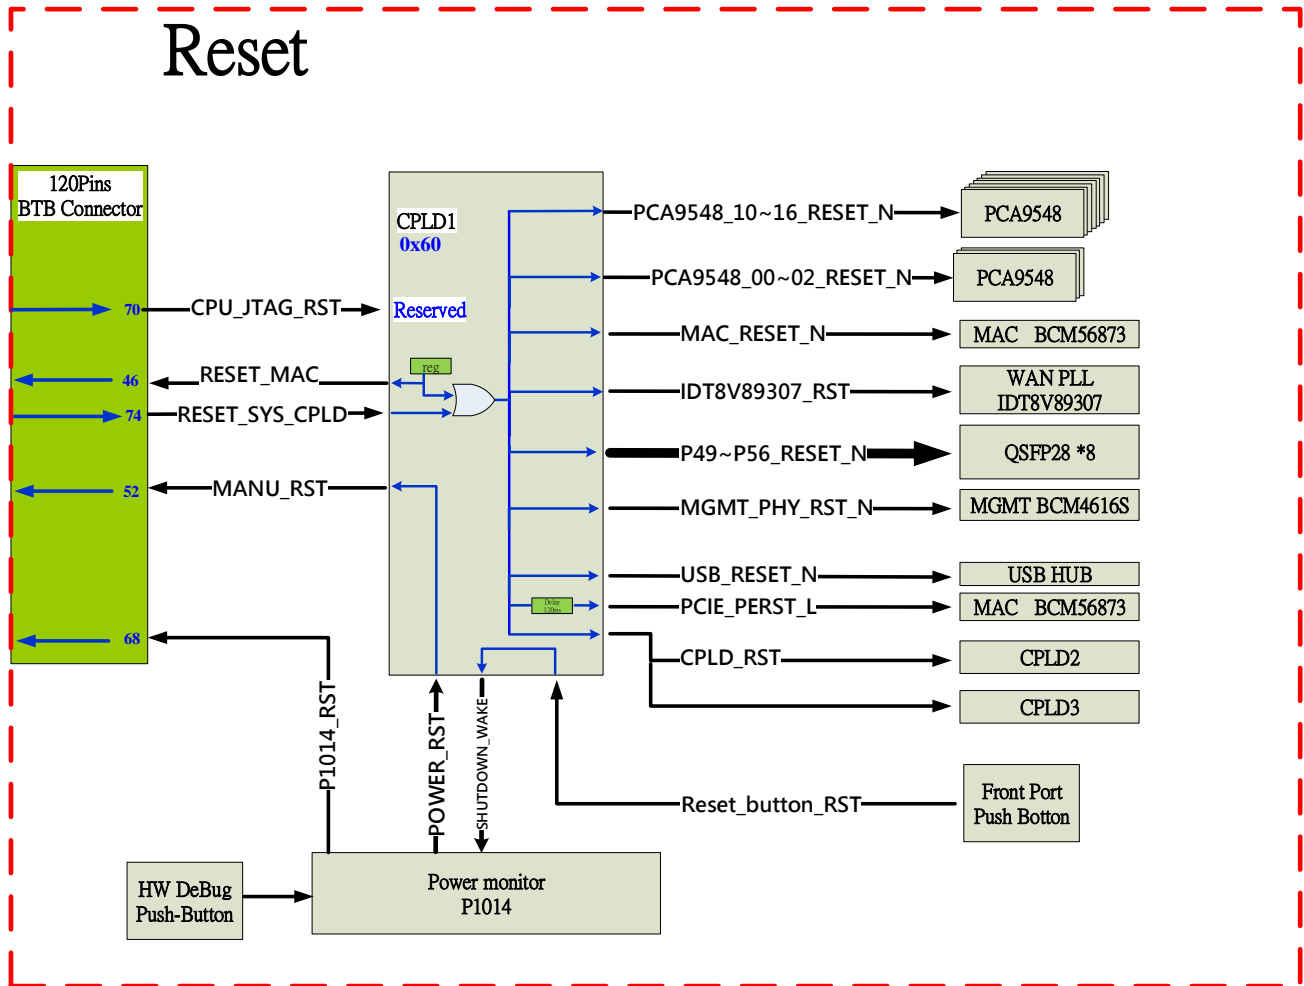 Reset
120Pins
BTB Connector
70
46
74
52
68
CPU_JTAG_RST
RESET_MAC
RESET_SYS_CPLD
MANU_RST
P1014_RST
CPLD1
0x60
Reserved
reg
Delay
120ms
POWER_RST
SHUTDOWN_WAKE
PCA9548_10~16_RESET_N
PCA9548
PCA9548_00~02_RESET_N
PCA9548
MAC_RESET_N
MAC BCM56873
IDT8V89307_RST
WAN PLL
IDT8V89307
P49~P56_RESET_N
QSFP28 *8
MGMT_PHY_RST_N
MGMT BCM4616S
USB_RESET_N
USB HUB
PCIE_PERST_L
MAC BCM56873
CPLD_RST
CPLD2
CPLD3
Reset_button_RST
Front Port
Push Botton
HW DeBug
Push-Button
Power monitor
P1014